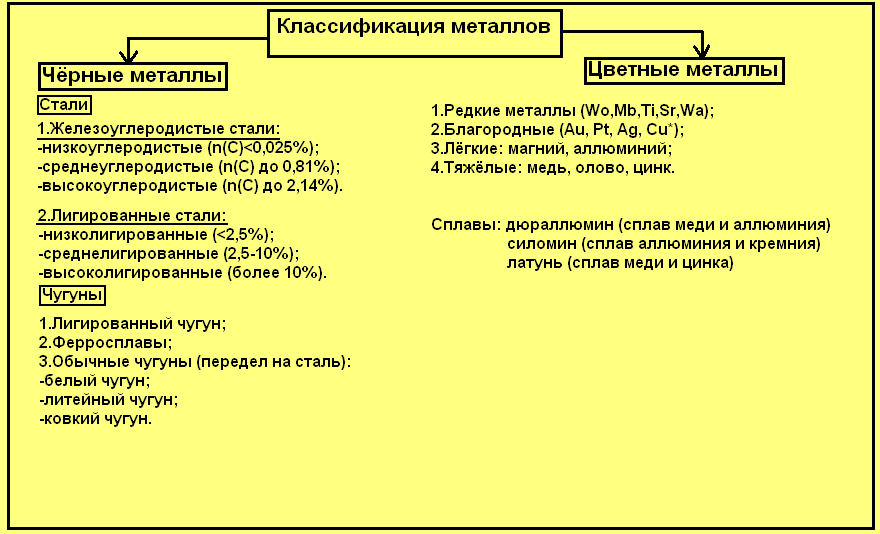 Классификация металлов
Чёрные металлы
Стали
1.Железоуглеродистые стали:
-низкоуглеродистые (n(C)<0,025%);
-среднеуглеродистые (n(C) до 0,81%);
-высокоуглеродистые (n(C) до 2,14%).
2.Лигированные стали:
-низколигированные (<2,5%);
-среднелигированные (2,5-10%);
-высоколигированные (более 10%).
Чугуны
1.Лигированный чугун;
2.Ферросплавы;
3.Обычные чугуны (передел на сталь):
-белый чугун;
-литейный чугун;
-ковкий чугун.
Цветные металлы
1.Редкие металлы (Wo,Mb,Ti,Sr,Wa);
2.Благородные (Au, Pt, Ag, Cu*);
3.Лёгкие: магний, аллюминий;
4.Тяжёлые: медь, олово, цинк.
Сплавы: дюраллюмин (сплав меди и аллюминия)
силомин (сплав аллюминия и кремния)
латунь (сплав меди и цинка)